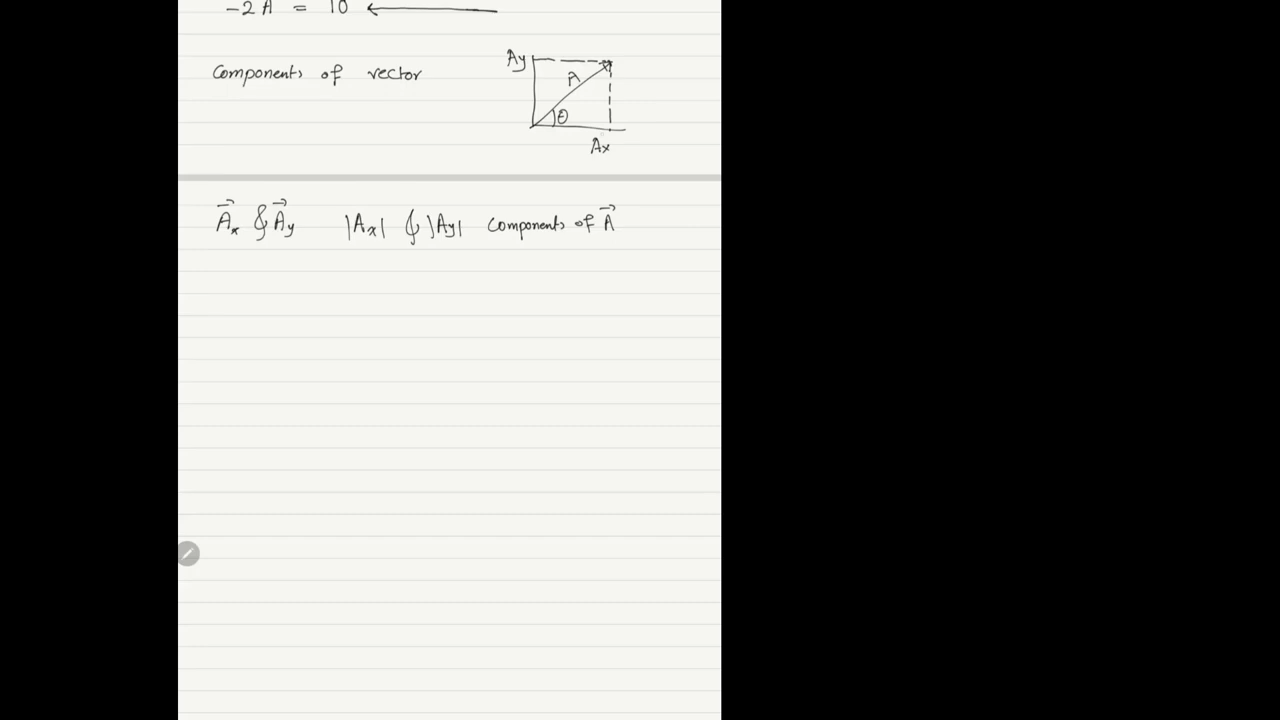 -2A = 10 ←
Components of vector
Ay
A
θ
Ax
A⃗x & A⃗y |Ax| & |Ay| Components of A⃗